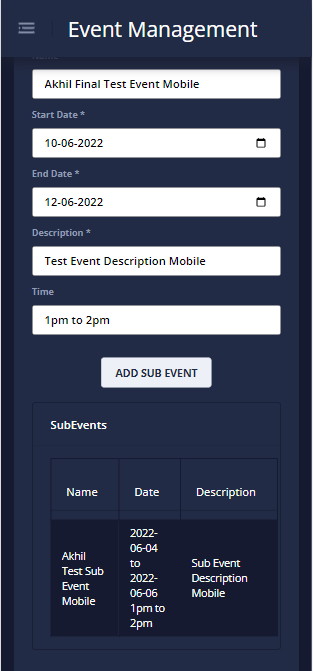 Event Management
Name
Akhil Final Test Event Mobile
Start Date *
10-06-2022
End Date *
12-06-2022
Description *
Test Event Description Mobile
Time
1pm to 2pm
ADD SUB EVENT
SubEvents
Name Date Description
Akhil
Test Sub
Event
Mobile
2022-
06-04
to
2022-
06-06
1pm to
2pm
Sub Event
Description
Mobile